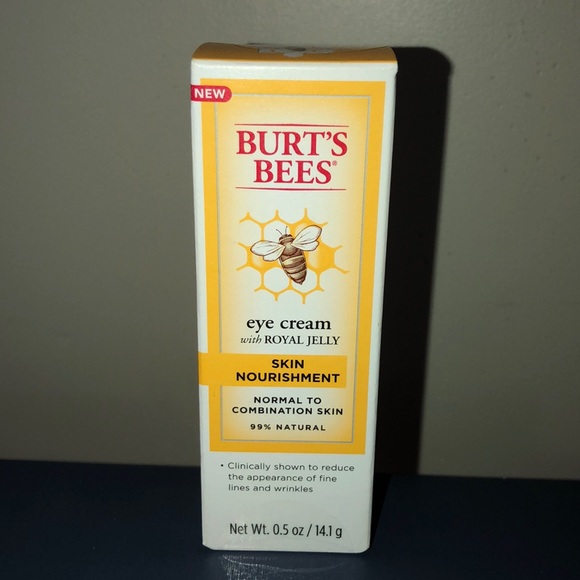 NEW
BURT'S
BEES®
eye cream
with ROYAL JELLY
SKIN
NOURISHMENT
NORMAL TO
COMBINATION SKIN
99% NATURAL
• Clinically shown to reduce
the appearance of fine
lines and wrinkles
Net Wt. 0.5 oz / 14.1 g